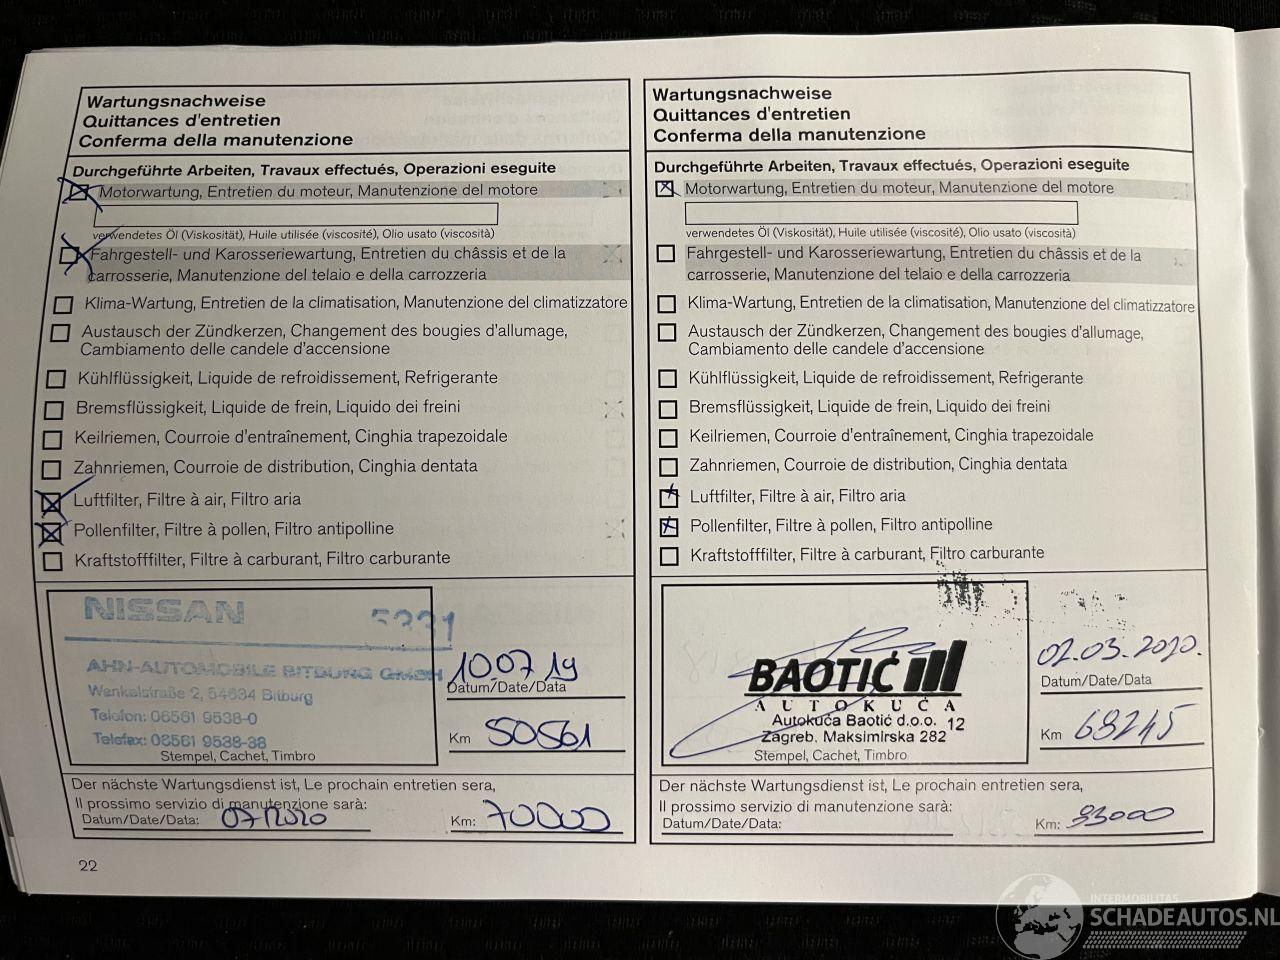 Wartungsnachweise
Quittances d'entretien
Conferma della manutenzione
Durchgeführte Arbeiten, Travaux effectués, Operazioni eseguite
Motorwartung, Entretien du moteur, Manutenzione del motore
verwendetes Öl (Viskosität), Huile utilisée (viscosité), Olio usato (viscosità)
Fahrgestell- und Karosseriewartung, Entretien du châssis et de la
carrosserie, Manutenzione del telaio e della carrozzeria
Klima-Wartung, Entretien de la climatisation, Manutenzione del climatizzatore
Austausch der Zündkerzen, Changement des bougies d'allumage,
Cambiamento delle candele d'accensione
Kühlflüssigkeit, Liquide de refroidissement, Refrigerante
Bremsflüssigkeit, Liquide de frein, Liquido dei freini
Keilriemen, Courroie d'entraînement, Cinghia trapezoidale
Zahnriemen, Courroie de distribution, Cinghia dentata
Luftfilter, Filtre à air, Filtro aria
Pollenfilter, Filtre à pollen, Filtro antipolline
Kraftstofffilter, Filtre à carburant, Filtro carburante
NISSAN 5331
AHN-AUTOMOBILE BITBURG GMBH
Wankelstraße 2, 54634 Bitburg
Telefon: 06561 9538-0
Telefax: 06561 9538-38
Stempel, Cachet, Timbro
10.07.19
Datum/Date/Data
Km 50561
Der nächste Wartungsdienst ist, Le prochain entretien sera,
Il prossimo servizio di manutenzione sarà:
Datum/Date/Data: 07/2020 Km: 70000
22
Wartungsnachweise
Quittances d'entretien
Conferma della manutenzione
Durchgeführte Arbeiten, Travaux effectués, Operazioni eseguite
Motorwartung, Entretien du moteur, Manutenzione del motore
verwendetes Öl (Viskosität), Huile utilisée (viscosité), Olio usato (viscosità)
Fahrgestell- und Karosseriewartung, Entretien du châssis et de la
carrosserie, Manutenzione del telaio e della carrozzeria
Klima-Wartung, Entretien de la climatisation, Manutenzione del climatizzatore
Austausch der Zündkerzen, Changement des bougies d'allumage,
Cambiamento delle candele d'accensione
Kühlflüssigkeit, Liquide de refroidissement, Refrigerante
Bremsflüssigkeit, Liquide de frein, Liquido dei freini
Keilriemen, Courroie d'entraînement, Cinghia trapezoidale
Zahnriemen, Courroie de distribution, Cinghia dentata
Luftfilter, Filtre à air, Filtro aria
Pollenfilter, Filtre à pollen, Filtro antipolline
Kraftstofffilter, Filtre à carburant, Filtro carburante
BAOTIĆ
AUTOKUĆA
Autokuća Baotić d.o.o. 12
Zagreb, Maksimirska 282
Stempel, Cachet, Timbro
02.03.2020.
Datum/Date/Data
Km 68245
Der nächste Wartungsdienst ist, Le prochain entretien sera,
Il prossimo servizio di manutenzione sarà:
Datum/Date/Data: Km: 93000
INTERMOBILITAS
SCHADEAUTOS.NL